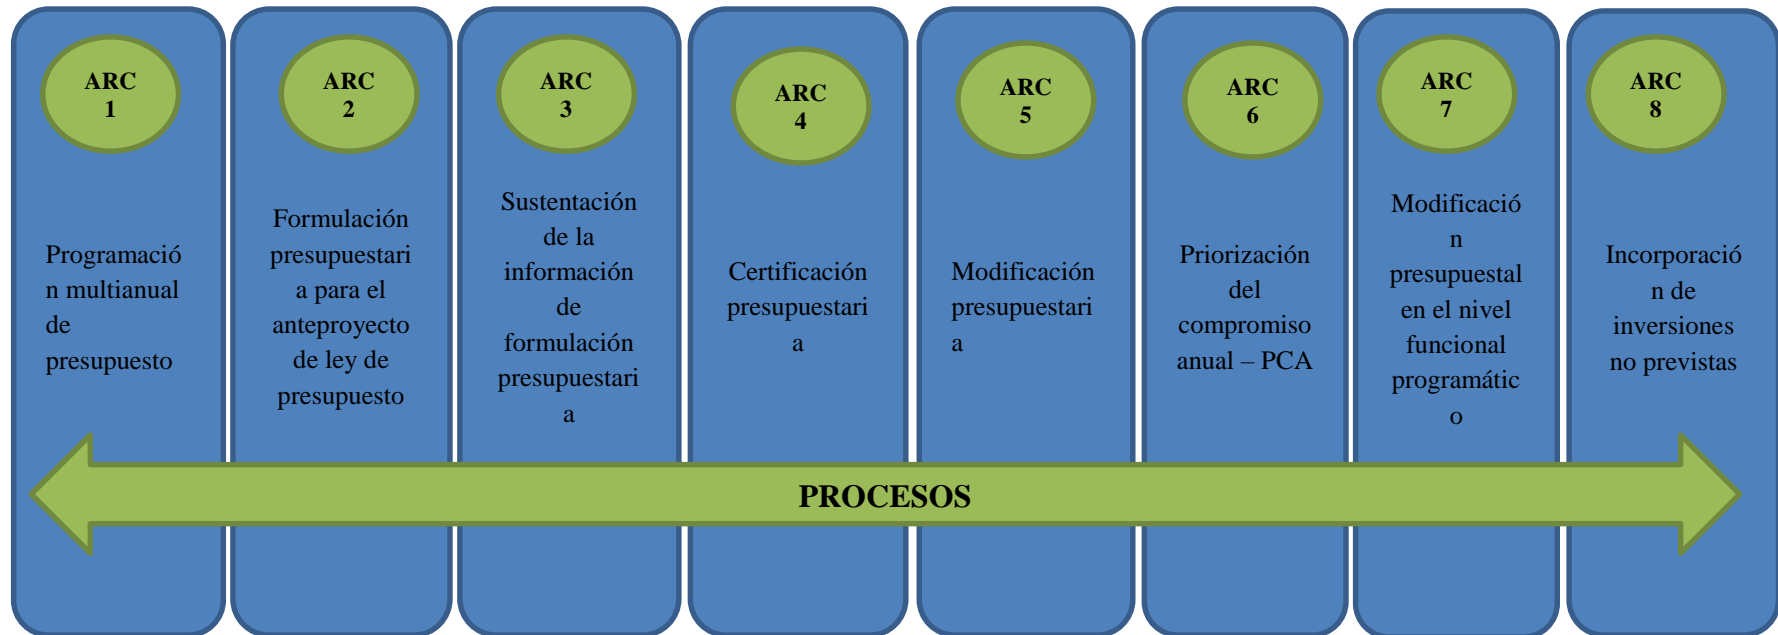 ARC
1
Programació
n multianual
de
presupuesto
ARC
2
Formulación
presupuestari
a para el
anteproyecto
de ley de
presupuesto
ARC
3
Sustentación
de la
información
de
formulación
presupuestari
a
ARC
4
Certificación
presupuestari
a
ARC
5
Modificación
presupuestari
a
ARC
6
Priorización
del
compromiso
anual – PCA
ARC
7
Modificació
n
presupuestal
en el nivel
funcional
programátic
o
ARC
8
Incorporació
n de
inversiones
no previstas
PROCESOS